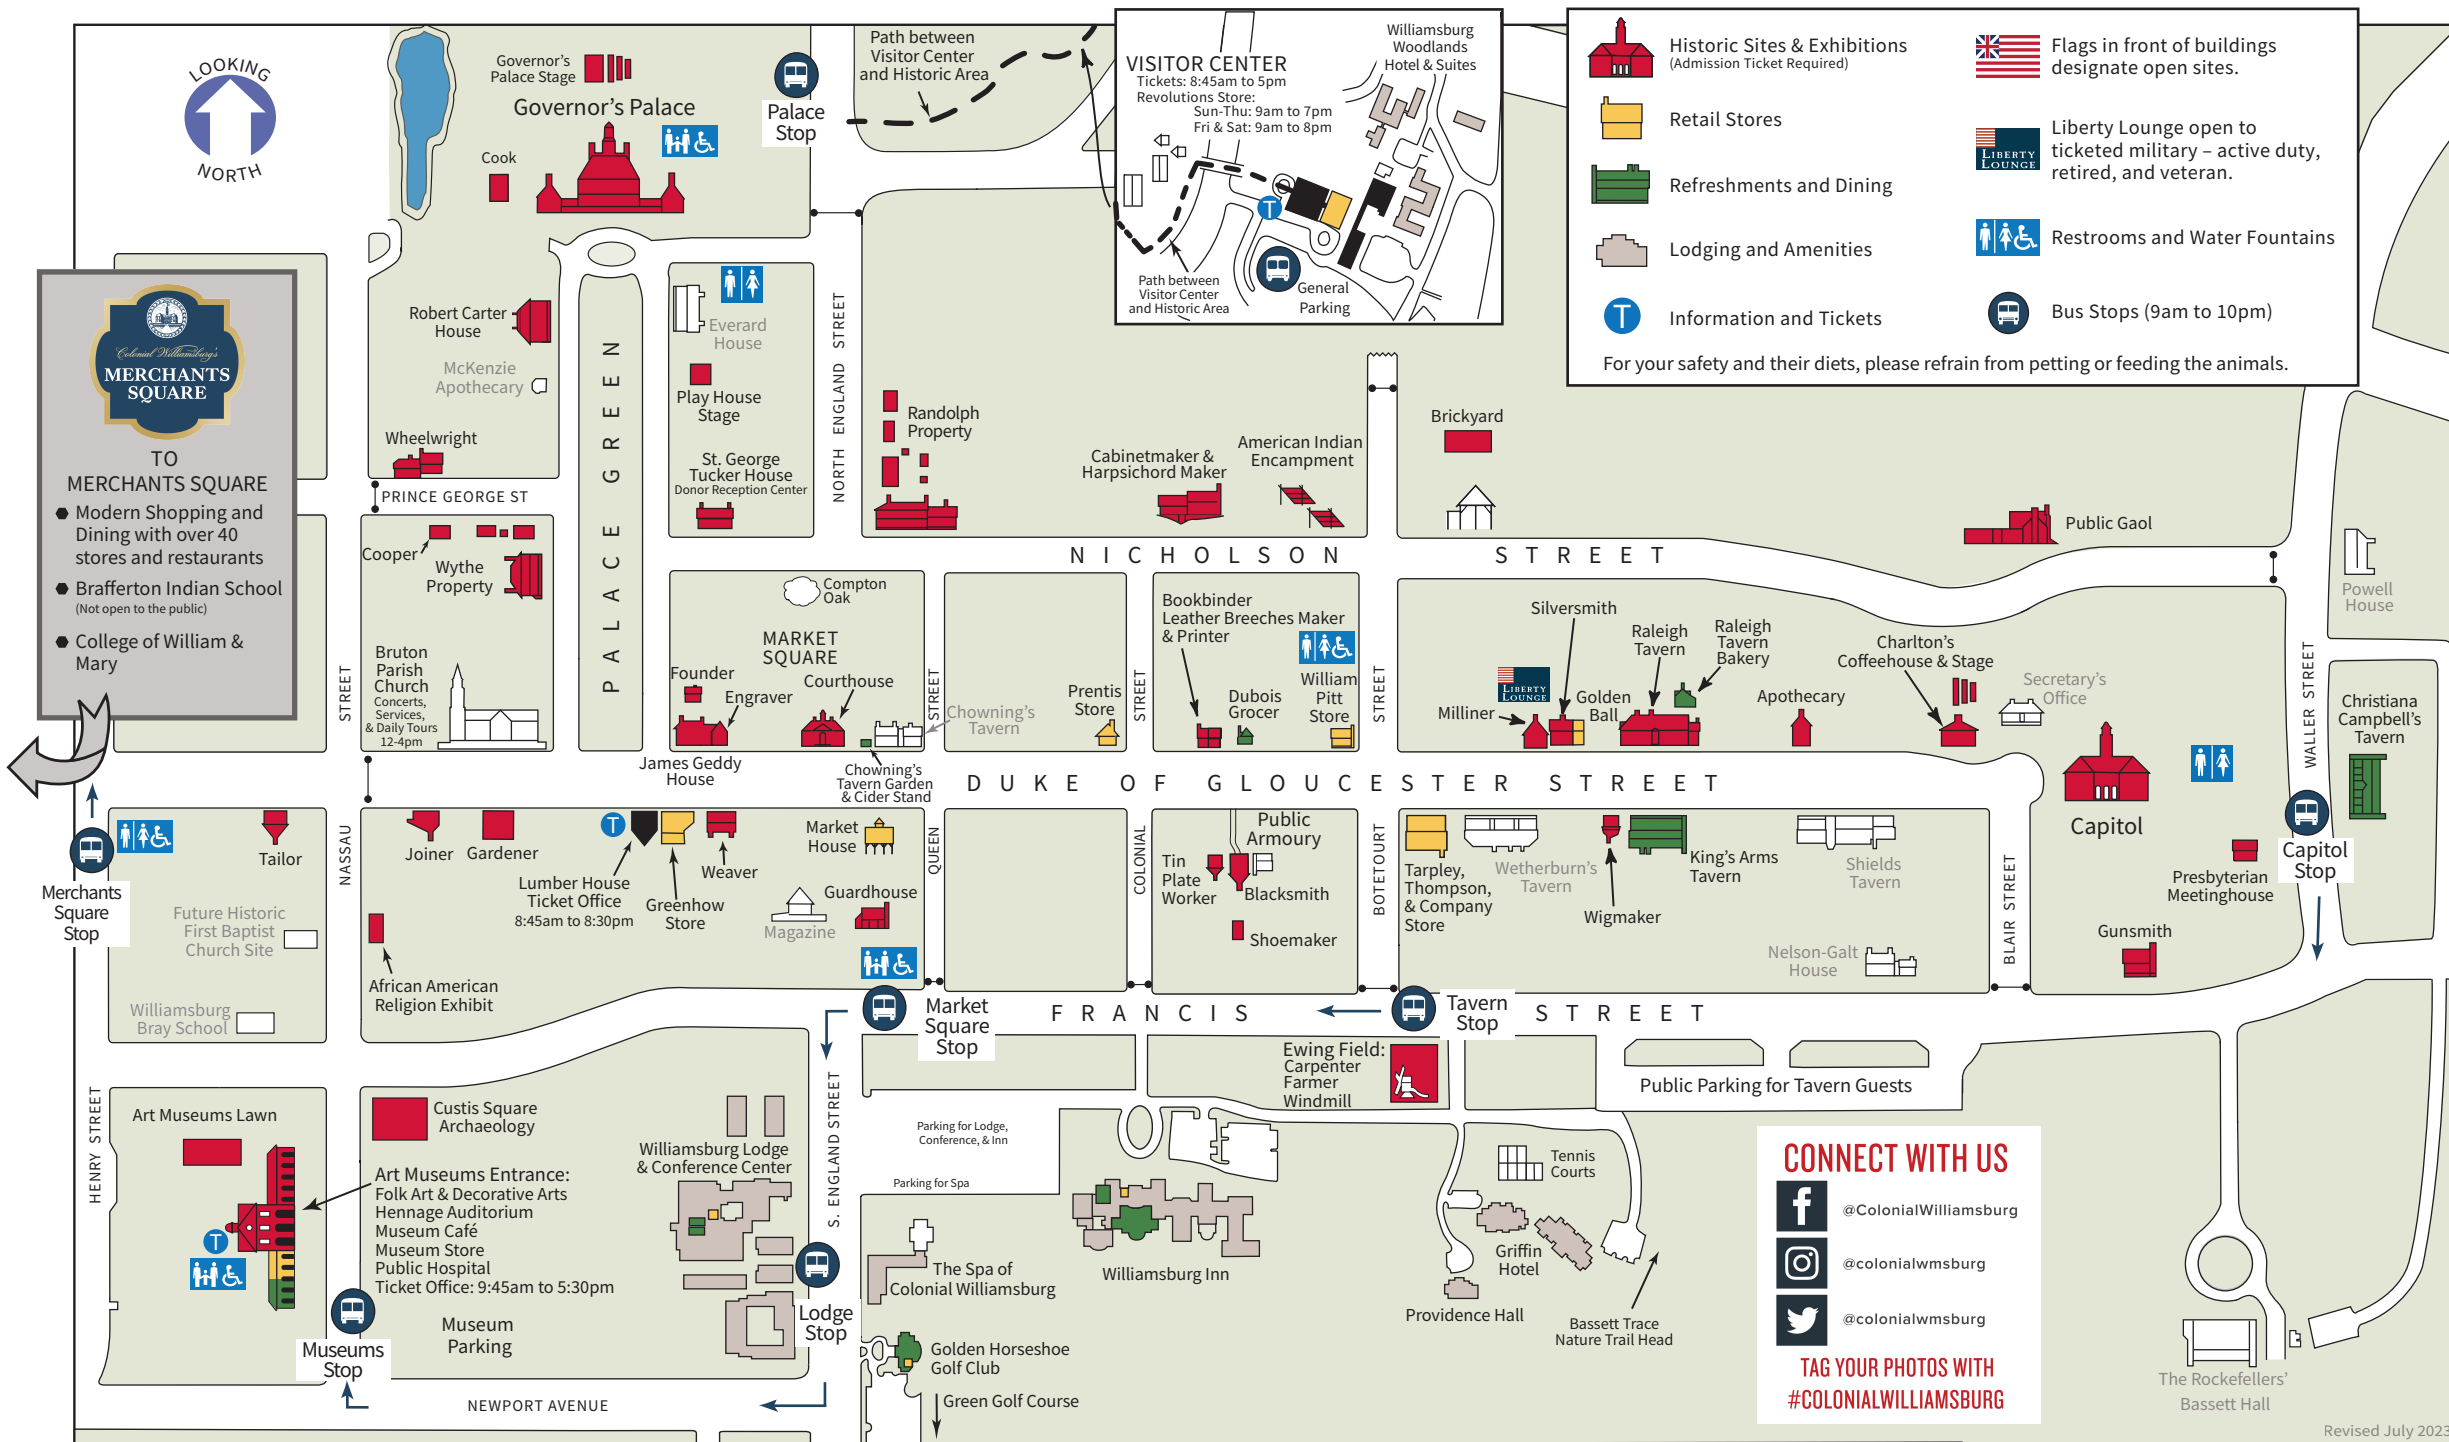 LOOKING
NORTH
Governor's
Palace Stage
Governor's Palace
Cook
Palace
Stop
Path between
Visitor Center
and Historic Area
VISITOR CENTER
Tickets: 8:45am to 5pm
Revolutions Store:
Sun-Thu: 9am to 7pm
Fri & Sat: 9am to 8pm
Williamsburg
Woodlands
Hotel & Suites
T
Path between
Visitor Center
and Historic Area
General
Parking
Historic Sites & Exhibitions
(Admission Ticket Required)
Retail Stores
Refreshments and Dining
Lodging and Amenities
T
Information and Tickets
Flags in front of buildings
designate open sites.
LIBERTY
LOUNGE
Liberty Lounge open to
ticketed military – active duty,
retired, and veteran.
Restrooms and Water Fountains
Bus Stops (9am to 10pm)
For your safety and their diets, please refrain from petting or feeding the animals.
Colonial Williamsburg's
MERCHANTS
SQUARE
TO
MERCHANTS SQUARE
Modern Shopping and
Dining with over 40
stores and restaurants
Brafferton Indian School
(Not open to the public)
College of William &
Mary
Robert Carter
House
McKenzie
Apothecary
Wheelwright
PRINCE GEORGE ST
PALACE GREEN
Everard
House
Play House
Stage
St. George
Tucker House
Donor Reception Center
NORTH ENGLAND STREET
Randolph
Property
Cabinetmaker &
Harpsichord Maker
American Indian
Encampment
Brickyard
Public Gaol
Powell
House
NICHOLSON STREET
Cooper
Wythe
Property
Bruton
Parish
Church
Concerts,
Services,
& Daily Tours
12-4pm
Compton
Oak
MARKET
SQUARE
Founder
Engraver
Courthouse
James Geddy
House
Chowning's
Tavern
Chowning's
Tavern Garden
& Cider Stand
Prentis
Store
Bookbinder
Leather Breeches Maker
& Printer
Dubois
Grocer
William
Pitt
Store
Silversmith
LIBERTY
LOUNGE
Milliner
Golden
Ball
Raleigh
Tavern
Raleigh
Tavern
Bakery
Apothecary
Charlton's
Coffeehouse & Stage
Secretary's
Office
Capitol
WALLER STREET
Christiana
Campbell's
Tavern
DUKE OF GLOUCESTER STREET
NASSAU STREET
QUEEN STREET
COLONIAL STREET
BOTETOURT STREET
BLAIR STREET
Merchants
Square
Stop
Tailor
Future Historic
First Baptist
Church Site
Williamsburg
Bray School
Joiner
Gardener
African American
Religion Exhibit
T
Lumber House
Ticket Office
8:45am to 8:30pm
Greenhow
Store
Weaver
Market
House
Magazine
Guardhouse
Public
Armoury
Tin
Plate
Worker
Blacksmith
Shoemaker
Tarpley,
Thompson,
& Company
Store
Wetherburn's
Tavern
Wigmaker
King's Arms
Tavern
Shields
Tavern
Nelson-Galt
House
Presbyterian
Meetinghouse
Gunsmith
Capitol
Stop
Market
Square
Stop
FRANCIS STREET
Tavern
Stop
HENRY STREET
Art Museums Lawn
T
Custis Square
Archaeology
Art Museums Entrance:
Folk Art & Decorative Arts
Hennage Auditorium
Museum Café
Museum Store
Public Hospital
Ticket Office: 9:45am to 5:30pm
Museum
Parking
Museums
Stop
NEWPORT AVENUE
Williamsburg Lodge
& Conference Center
S. ENGLAND STREET
Lodge
Stop
Parking for Lodge,
Conference, & Inn
Parking for Spa
The Spa of
Colonial Williamsburg
Golden Horseshoe
Golf Club
Green Golf Course
Williamsburg Inn
Ewing Field:
Carpenter
Farmer
Windmill
Public Parking for Tavern Guests
Tennis
Courts
Griffin
Hotel
Providence Hall
Bassett Trace
Nature Trail Head
CONNECT WITH US
@ColonialWilliamsburg
@colonialwmsburg
@colonialwmsburg
TAG YOUR PHOTOS WITH
#COLONIALWILLIAMSBURG
The Rockefellers'
Bassett Hall
Revised July 2023